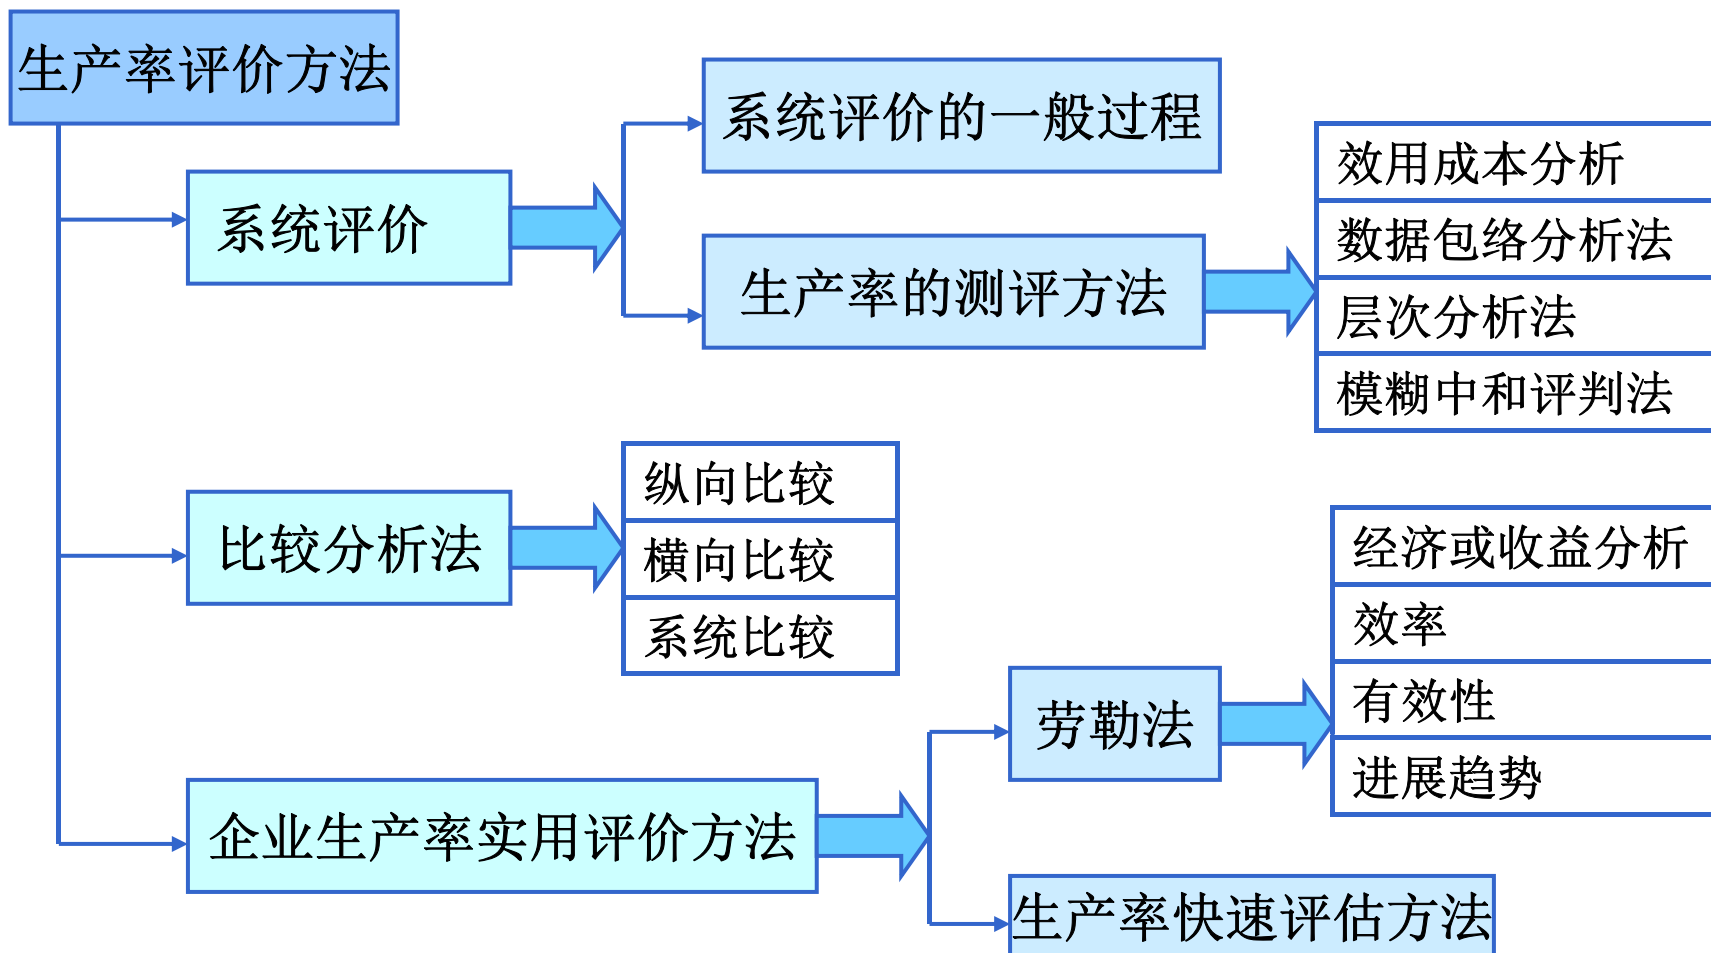 生产率评价方法
系统评价
系统评价的一般过程
生产率的测评方法
效用成本分析
数据包络分析法
层次分析法
模糊中和评判法
比较分析法
纵向比较
横向比较
系统比较
企业生产率实用评价方法
劳勒法
经济或收益分析
效率
有效性
进展趋势
生产率快速评估方法